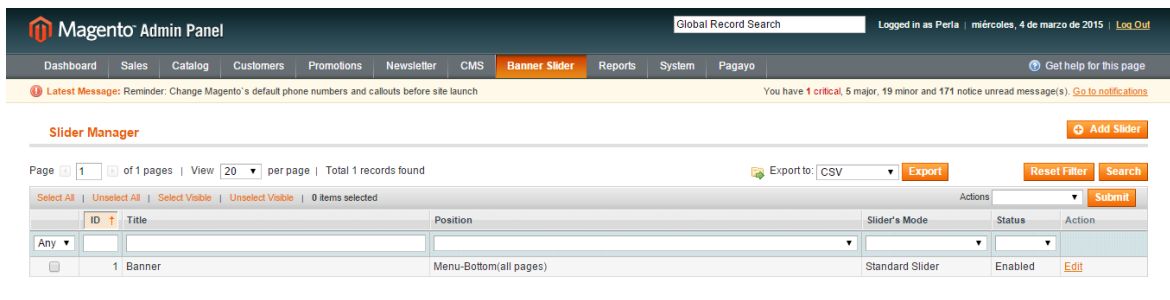 Magento Admin Panel
Global Record Search
Logged in as Perla | miércoles, 4 de marzo de 2015 | Log Out
Dashboard Sales Catalog Customers Promotions Newsletter CMS Banner Slider Reports System Pagayo Get help for this page
Latest Message: Reminder: Change Magento`s default phone numbers and callouts before site launch You have 1 critical, 5 major, 19 minor and 171 notice unread message(s). Go to notifications
Slider Manager Add Slider
Page 1 of 1 pages | View 20 per page | Total 1 records found Export to: CSV Export Reset Filter Search
Select All | Unselect All | Select Visible | Unselect Visible | 0 items selected Actions Submit
ID ↑ Title Position Slider's Mode Status Action
Any
1 Banner Menu-Bottom(all pages) Standard Slider Enabled Edit